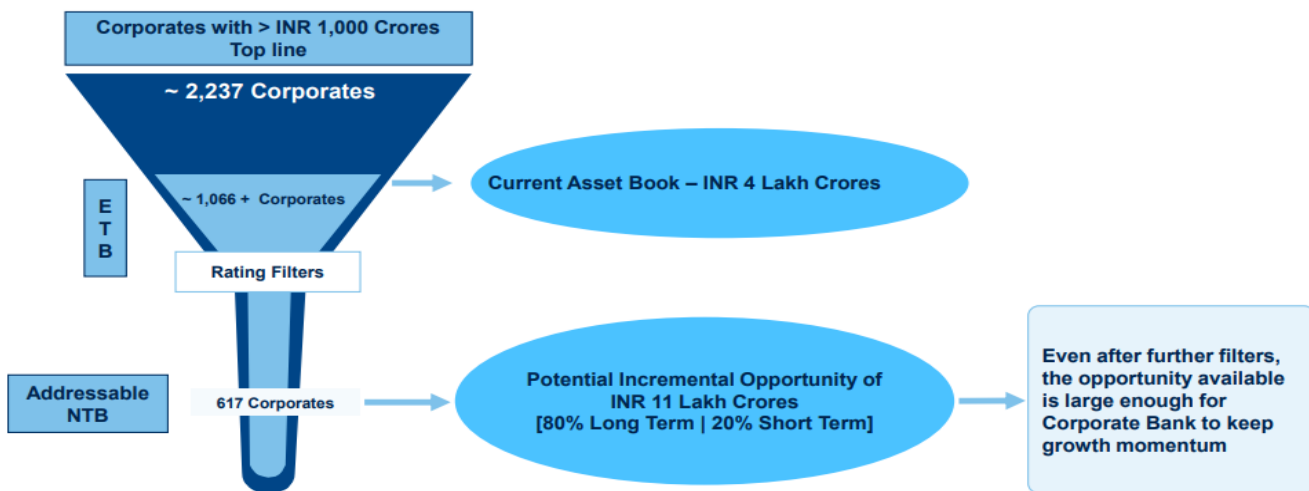 Corporates with > INR 1,000 Crores
Top line
~ 2,237 Corporates
E
T
B
~ 1,066 + Corporates
Current Asset Book – INR 4 Lakh Crores
Rating Filters
Addressable
NTB
617 Corporates
Potential Incremental Opportunity of
INR 11 Lakh Crores
[80% Long Term | 20% Short Term]
Even after further filters,
the opportunity available
is large enough for
Corporate Bank to keep
growth momentum